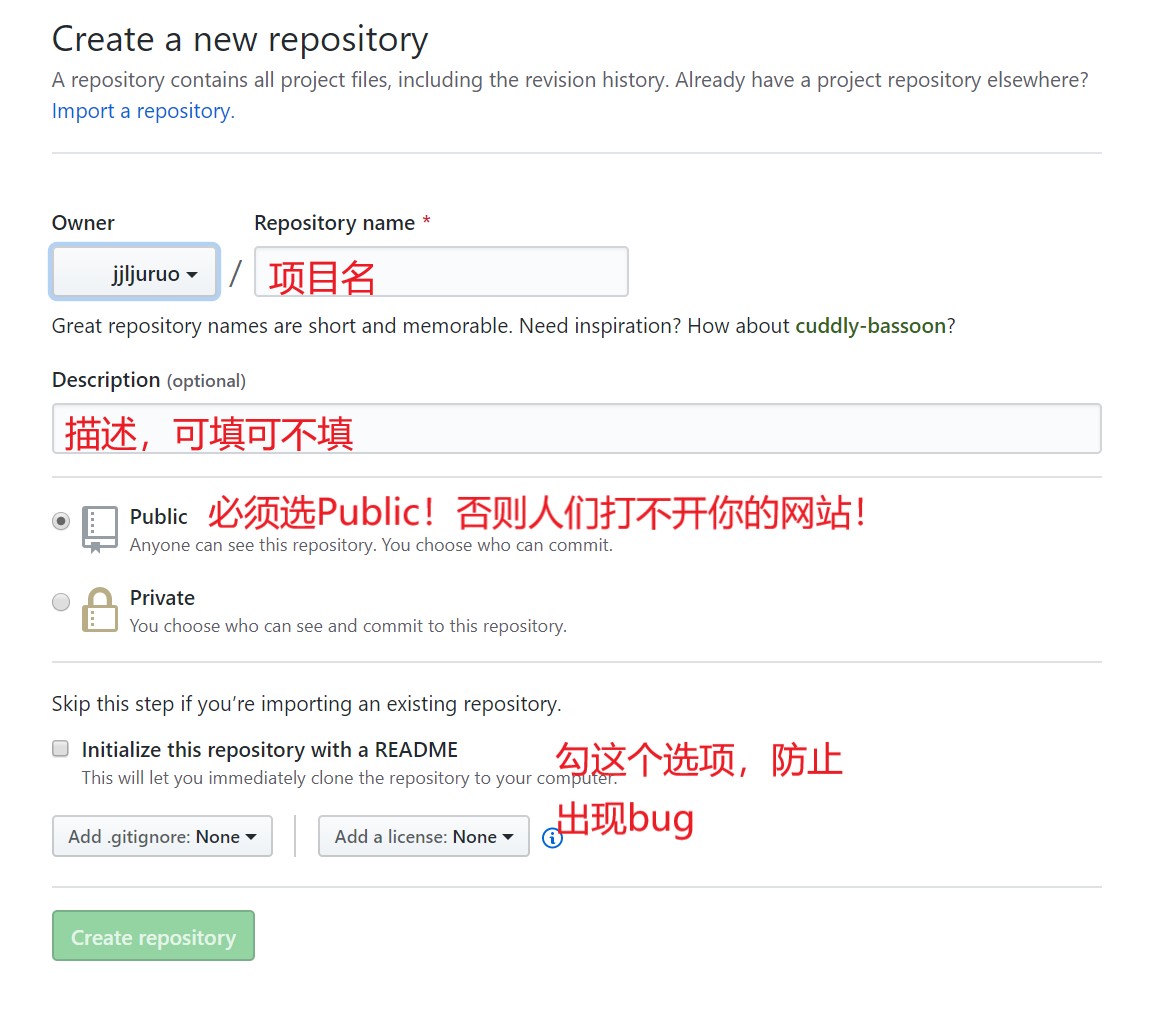 Create a new repository
A repository contains all project files, including the revision history. Already have a project repository elsewhere?
Import a repository.
Owner
Repository name *
jjljuruo
/
项目名
Great repository names are short and memorable. Need inspiration? How about cuddly-bassoon?
Description (optional)
描述，可填可不填
Public
必须选Public！否则人们打不开你的网站！
Anyone can see this repository. You choose who can commit.
Private
You choose who can see and commit to this repository.
Skip this step if you’re importing an existing repository.
Initialize this repository with a README
勾这个选项，防止
This will let you immediately clone the repository to your computer.
出现bug
Add .gitignore: None
Add a license: None
Create repository